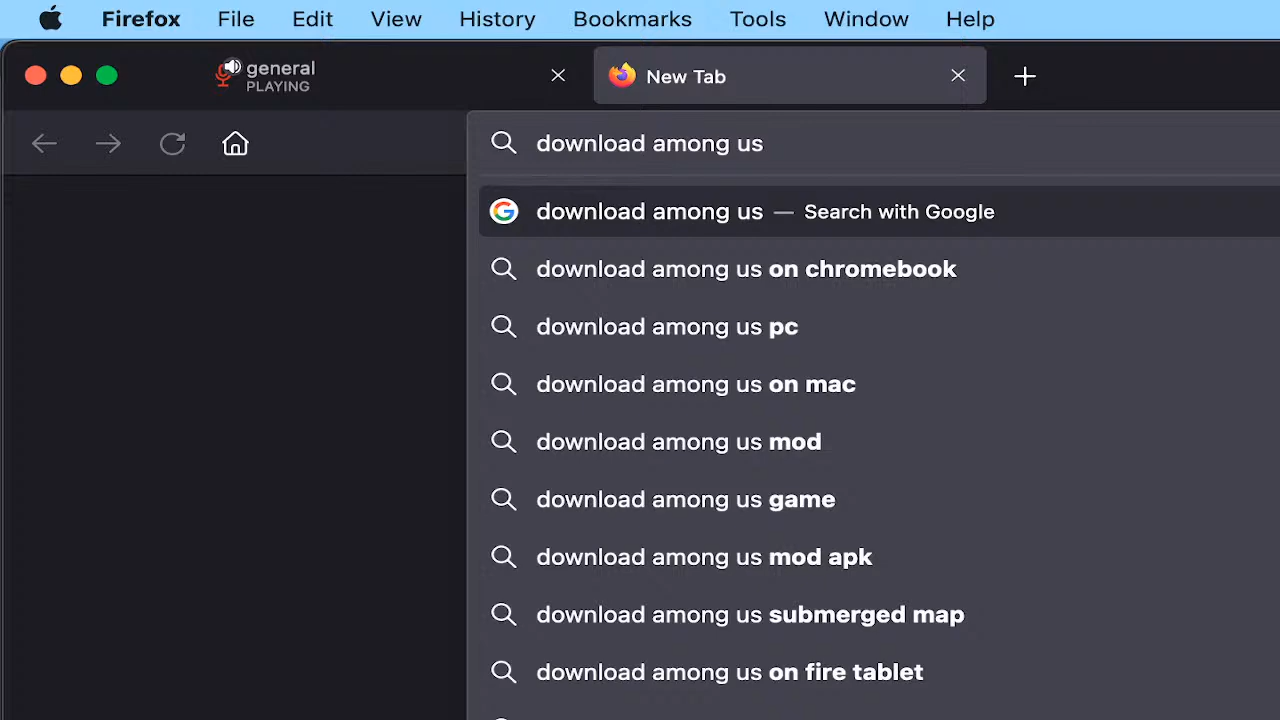 Firefox File Edit View History Bookmarks Tools Window Help
general
PLAYING
New Tab
download among us
download among us — Search with Google
download among us on chromebook
download among us pc
download among us on mac
download among us mod
download among us game
download among us mod apk
download among us submerged map
download among us on fire tablet